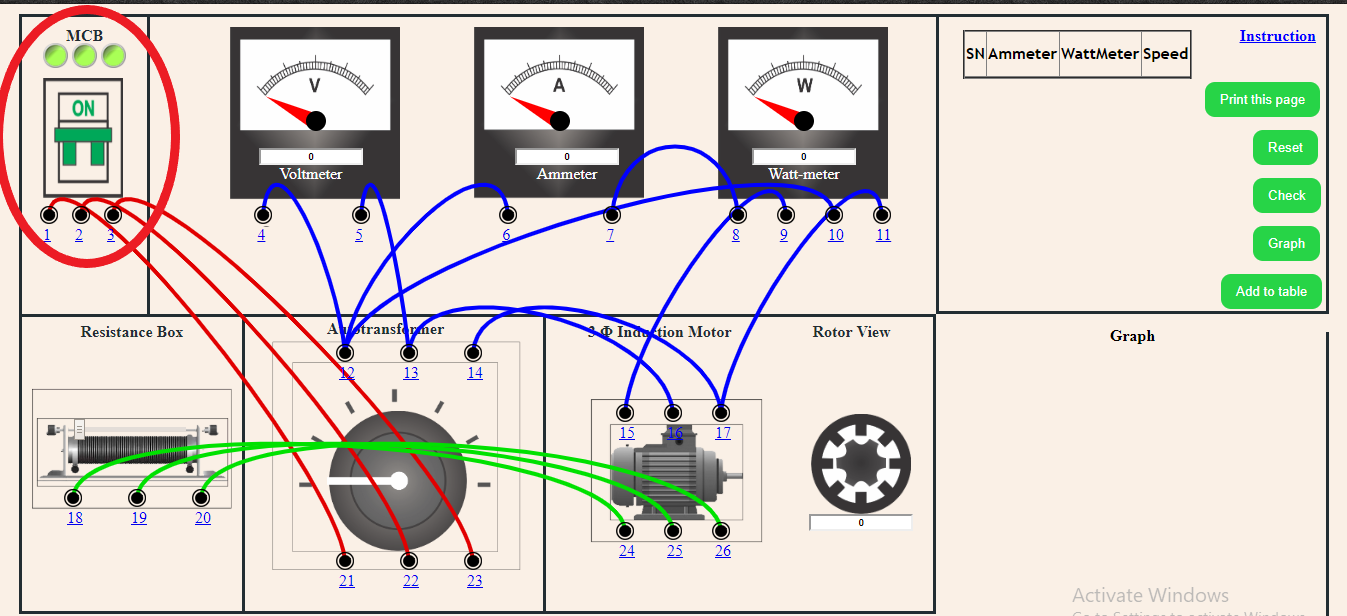 MCB
ON
1 2 3
V
0
Voltmeter
4 5
A
0
Ammeter
6 7
W
0
Watt-meter
8 9 10 11
SN Ammeter WattMeter Speed
Instruction
Print this page
Reset
Check
Graph
Add to table
Resistance Box
18 19 20
Autotransformer
12 13 14
21 22 23
3 Φ Induction Motor
15 16 17
24 25 26
Rotor View
0
Graph
Activate Windows
Go to Settings to activate Windows.